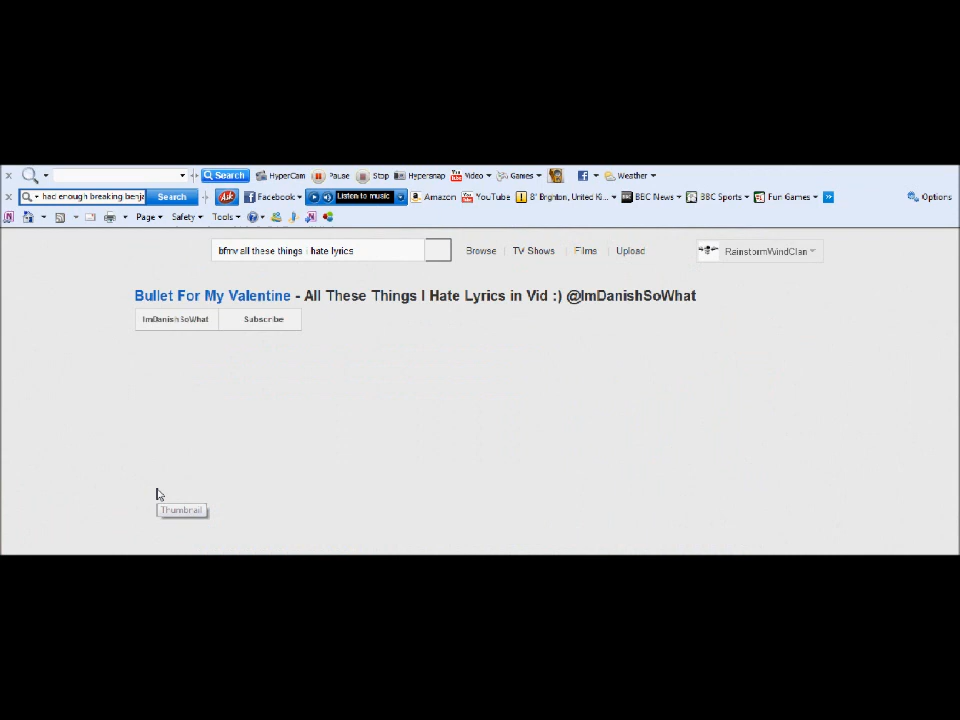 Search HyperCam Pause Stop Hypersnap Video Games Weather
had enough breaking benja Search Ask Facebook Listen to music Amazon YouTube 8° Brighton, United Ki... BBC News BBC Sports Fun Games Options
Page Safety Tools
bfmv all these things i hate lyrics Browse TV Shows Films Upload RainstormWindClan
Bullet For My Valentine - All These Things I Hate Lyrics in Vid :) @ImDanishSoWhat
ImDanishSoWhat Subscribe
Thumbnail